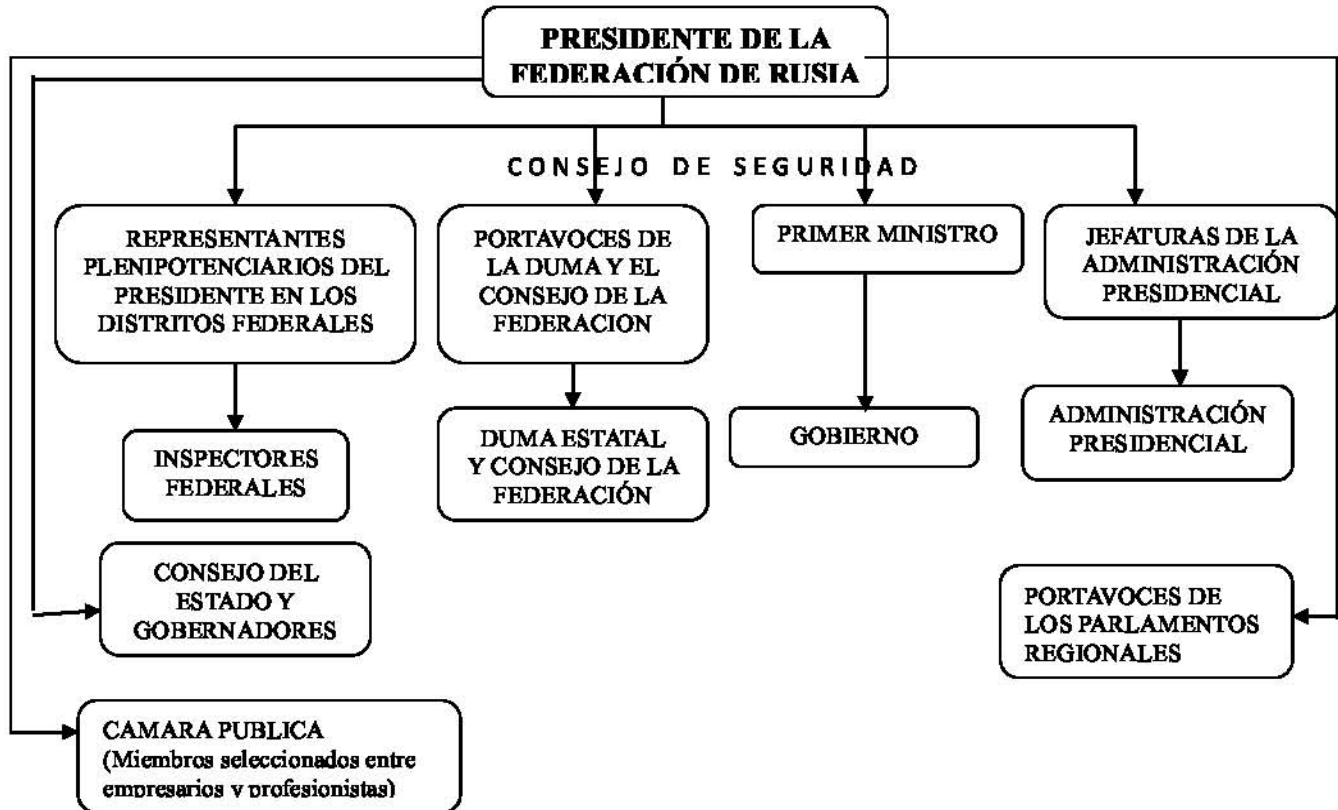 PRESIDENTE DE LA
FEDERACIÓN DE RUSIA
CONSEJO DE SEGURIDAD
REPRESENTANTES
PLENIPOTENCIARIOS DEL
PRESIDENTE EN LOS
DISTRITOS FEDERALES
PORTAVOCES DE
LA DUMA Y EL
CONSEJO DE LA
FEDERACION
PRIMER MINISTRO
JEFATURAS DE LA
ADMINISTRACIÓN
PRESIDENCIAL
INSPECTORES
FEDERALES
DUMA ESTATAL
Y CONSEJO DE LA
FEDERACIÓN
GOBIERNO
ADMINISTRACIÓN
PRESIDENCIAL
CONSEJO DEL
ESTADO Y
GOBERNADORES
PORTAVOCES DE
LOS PARLAMENTOS
REGIONALES
CAMARA PUBLICA
(Miembros seleccionados entre
empresarios y profesionistas)